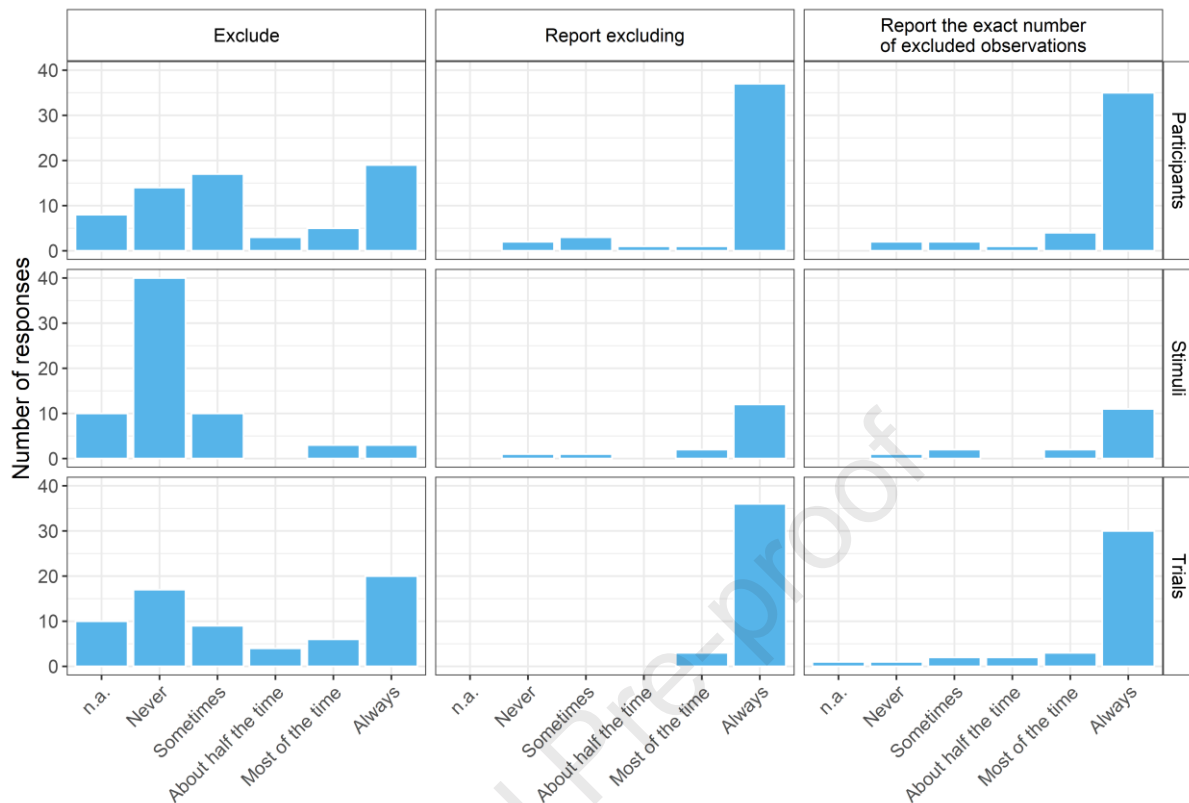 Exclude
Report excluding
Report the exact number
of excluded observations
Number of responses
40
30
20
10
0
Participants
40
30
20
10
0
Stimuli
40
30
20
10
0
Trials
n.a.
Never
Sometimes
About half the time
Most of the time
Always
n.a.
Never
Sometimes
About half the time
Most of the time
Always
n.a.
Never
Sometimes
About half the time
Most of the time
Always
Pre-proof